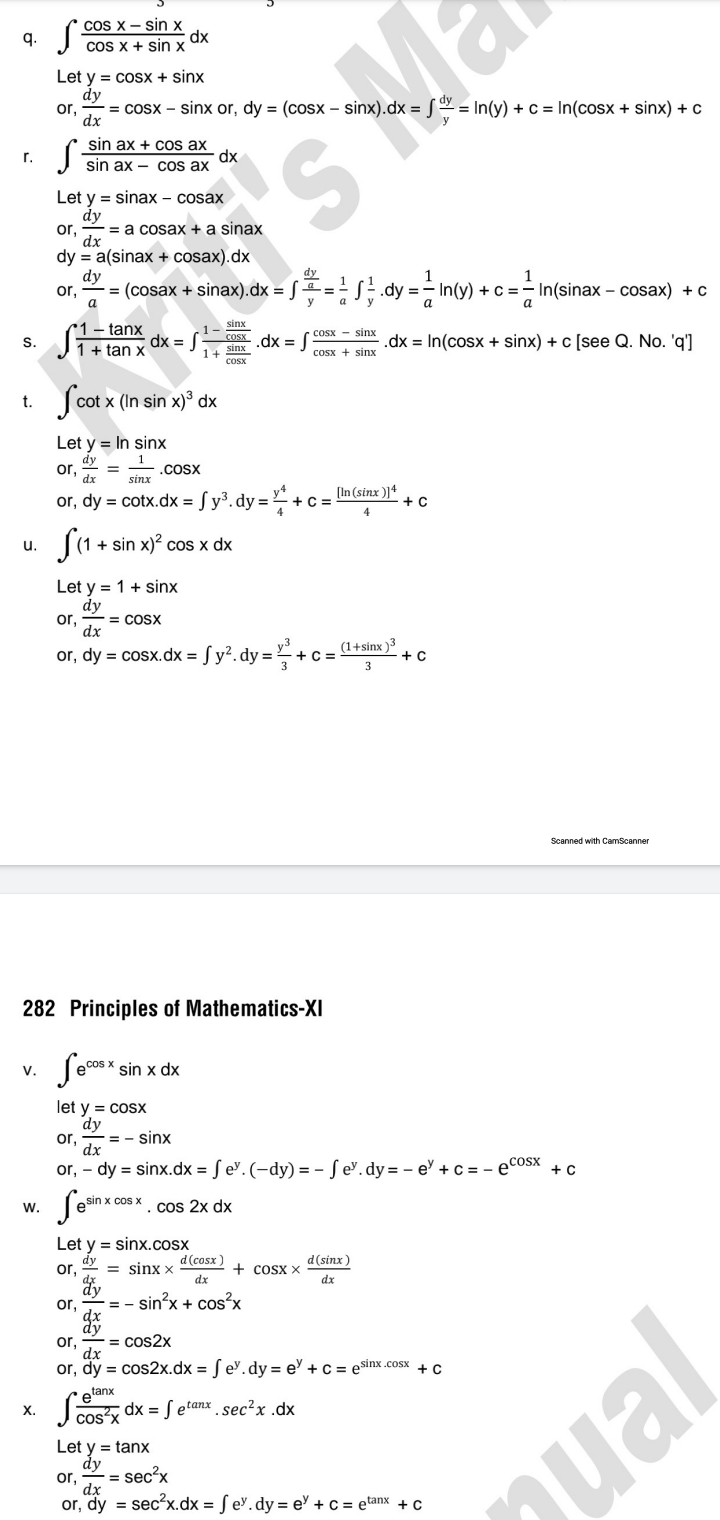 q. ∫ (cos x – sin x)/(cos x + sin x) dx
Let y = cosx + sinx
or, dy/dx = cosx – sinx or, dy = (cosx – sinx).dx = ∫ dy/y = ln(y) + c = ln(cosx + sinx) + c
r. ∫ (sin ax + cos ax)/(sin ax – cos ax) dx
Let y = sinax – cosax
or, dy/dx = a cosax + a sinax
dy = a(sinax + cosax).dx
or, dy/a = (cosax + sinax).dx = ∫ (dy/a)/y = 1/a ∫ 1/y .dy = 1/a ln(y) + c = 1/a ln(sinax – cosax) + c
s. ∫ (1 – tanx)/(1 + tan x) dx = ∫ (1 – sinx/cosx)/(1 + sinx/cosx) .dx = ∫ (cosx – sinx)/(cosx + sinx) .dx = ln(cosx + sinx) + c [see Q. No. 'q']
t. ∫ cot x (ln sin x)³ dx
Let y = ln sinx
or, dy/dx = 1/sinx .cosx
or, dy = cotx.dx = ∫ y³. dy = y⁴/4 + c = [ln(sinx)]⁴/4 + c
u. ∫ (1 + sin x)² cos x dx
Let y = 1 + sinx
or, dy/dx = cosx
or, dy = cosx.dx = ∫ y². dy = y³/3 + c = (1+sinx)³/3 + c
Scanned with CamScanner
282 Principles of Mathematics-XI
v. ∫ e^(cos x) sin x dx
let y = cosx
or, dy/dx = – sinx
or, – dy = sinx.dx = ∫ e^y. (–dy) = – ∫ e^y. dy = – e^y + c = – e^(cosx) + c
w. ∫ e^(sin x cos x) . cos 2x dx
Let y = sinx.cosx
or, dy/dx = sinx × d(cosx)/dx + cosx × d(sinx)/dx
or, dy/dx = – sin²x + cos²x
or, dy/dx = cos2x
or, dy = cos2x.dx = ∫ e^y. dy = e^y + c = e^(sinx.cosx) + c
x. ∫ e^(tanx)/cos²x dx = ∫ e^(tanx) . sec²x .dx
Let y = tanx
or, dy/dx = sec²x
or, dy = sec²x.dx = ∫ e^y. dy = e^y + c = e^(tanx) + c